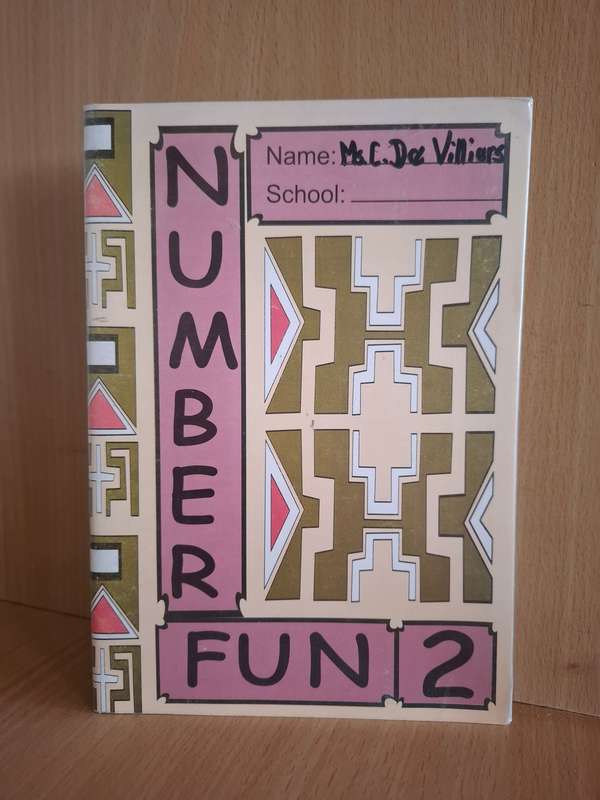 NUMBER
Name: Ms. C. De Villiers
School:
FUN 2